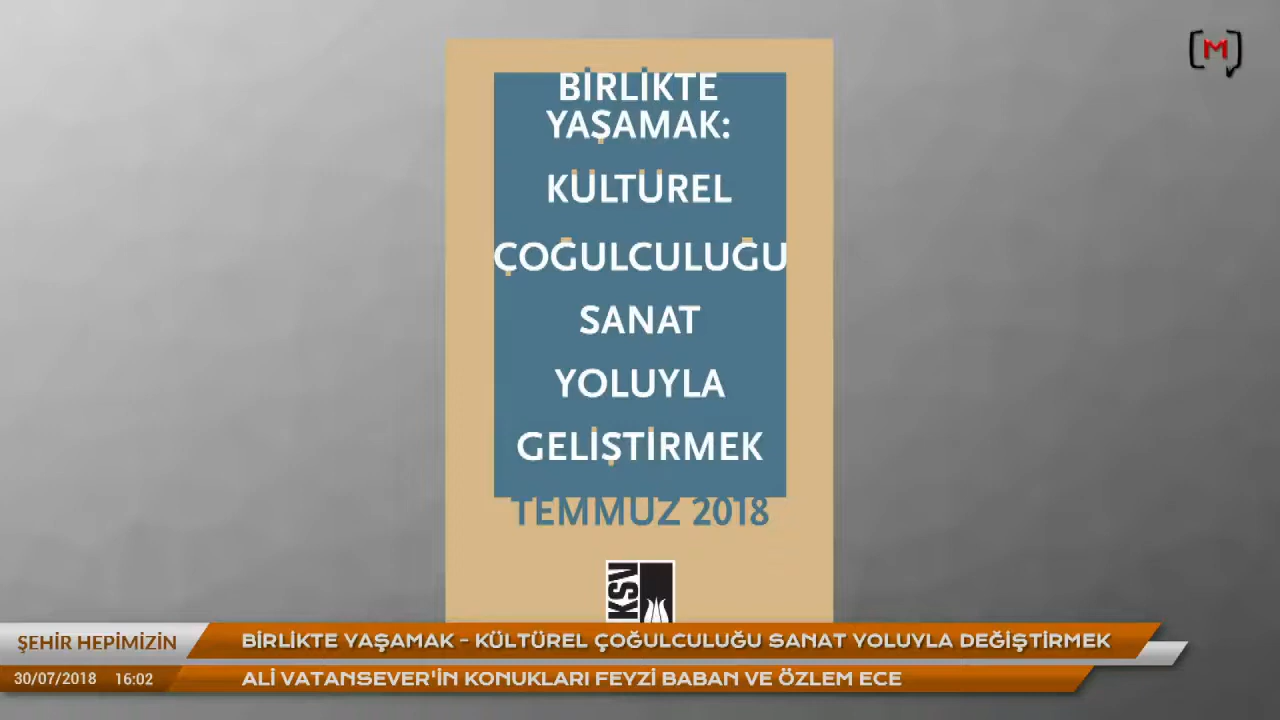 [M]
BİRLİKTE
YAŞAMAK:
KÜLTÜREL
ÇOĞULCULUĞU
SANAT
YOLUYLA
GELİŞTİRMEK
TEMMUZ 2018
KSV
ŞEHİR HEPİMİZİN
BİRLİKTE YAŞAMAK - KÜLTÜREL ÇOĞULCULUĞU SANAT YOLUYLA DEĞİŞTİRMEK
30/07/2018 16:02
ALİ VATANSEVER'İN KONUKLARI FEYZİ BABAN VE ÖZLEM ECE